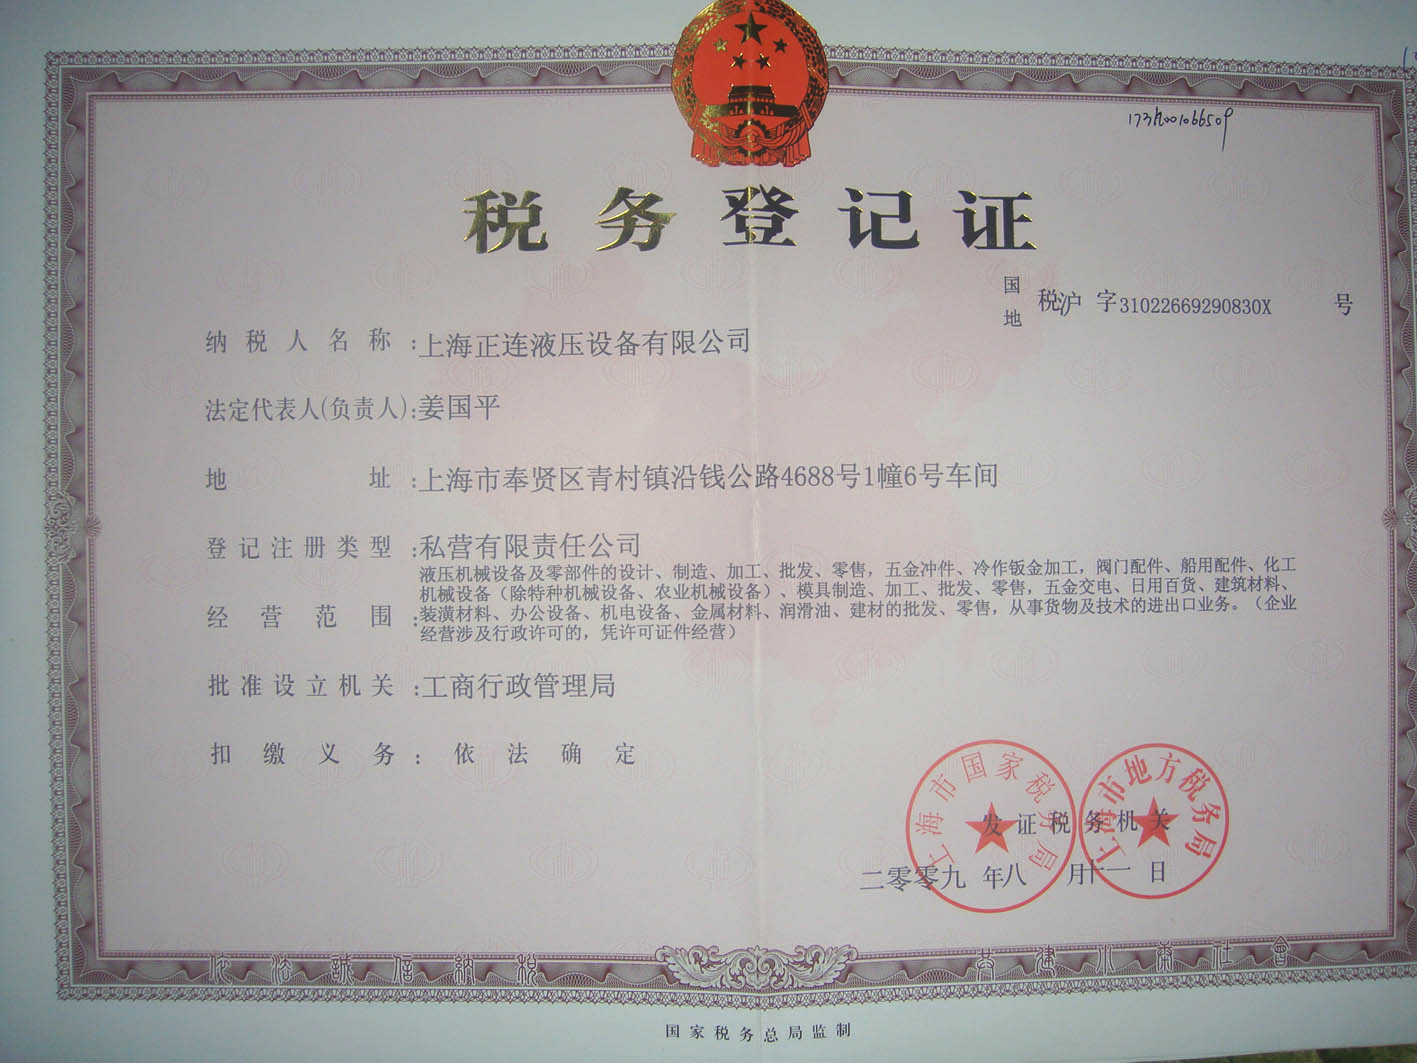 税务登记证
国
地
税沪 字31022669290830X 号
纳税人名称：上海正连液压设备有限公司
法定代表人(负责人)：姜国平
地址：上海市奉贤区青村镇沿钱公路4688号1幢6号车间
登记注册类型：私营有限责任公司
液压机械设备及零部件的设计、制造、加工、批发、零售，五金冲件、冷作钣金加工，阀门配件、船用配件、化工
机械设备（除特种机械设备、农业机械设备）、模具制造、加工、批发、零售，五金交电、日用百货、建筑材料、
经营范围：装潢材料、办公设备、机电设备、金属材料、润滑油、建材的批发、零售，从事货物及技术的进出口业务。（企业
经营涉及行政许可的，凭许可证件经营）
批准设立机关：工商行政管理局
扣缴义务：依法确定
上海市国家税务局
上海市地方税务局
发证税务机关
二零零九年八月十一日
依法诚信纳税
共建小康社会
国家税务总局监制